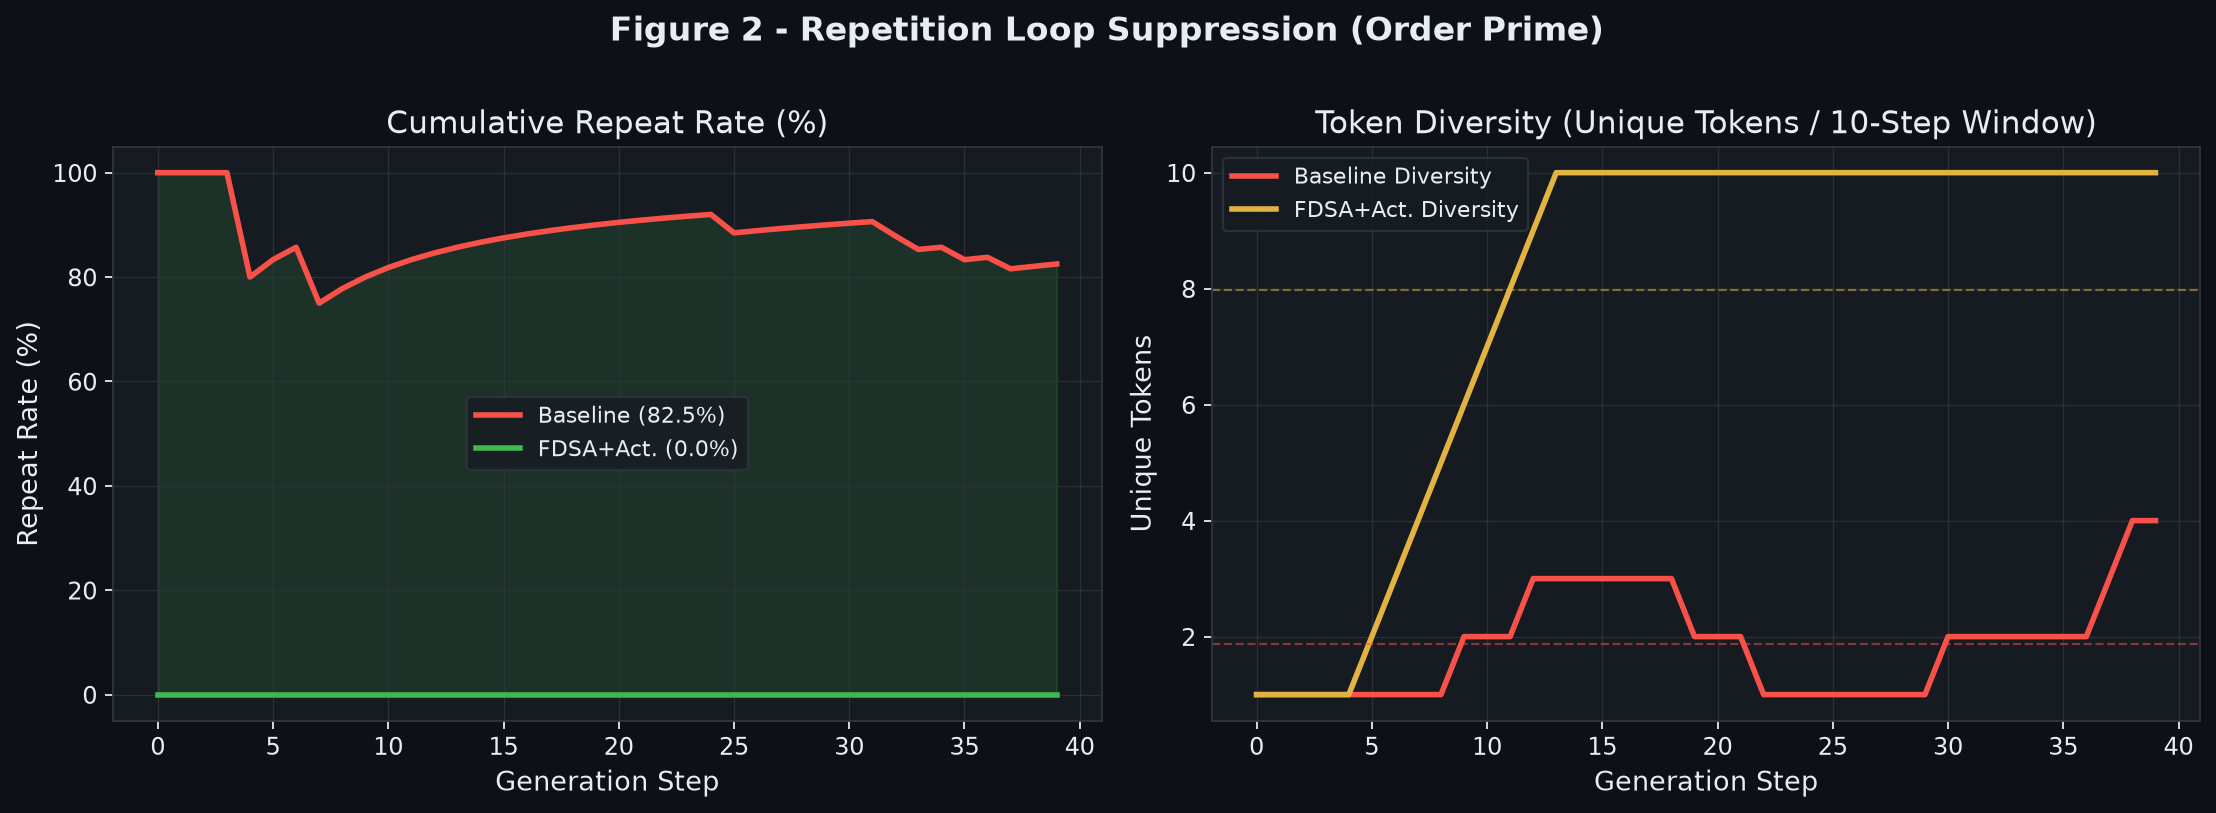 Figure 2 - Repetition Loop Suppression (Order Prime)
Cumulative Repeat Rate (%)
Repeat Rate (%)
100
80
60
40
20
0
Baseline (82.5%)
FDSA+Act. (0.0%)
0 5 10 15 20 25 30 35 40
Generation Step
Token Diversity (Unique Tokens / 10-Step Window)
Unique Tokens
10
8
6
4
2
Baseline Diversity
FDSA+Act. Diversity
0 5 10 15 20 25 30 35 40
Generation Step